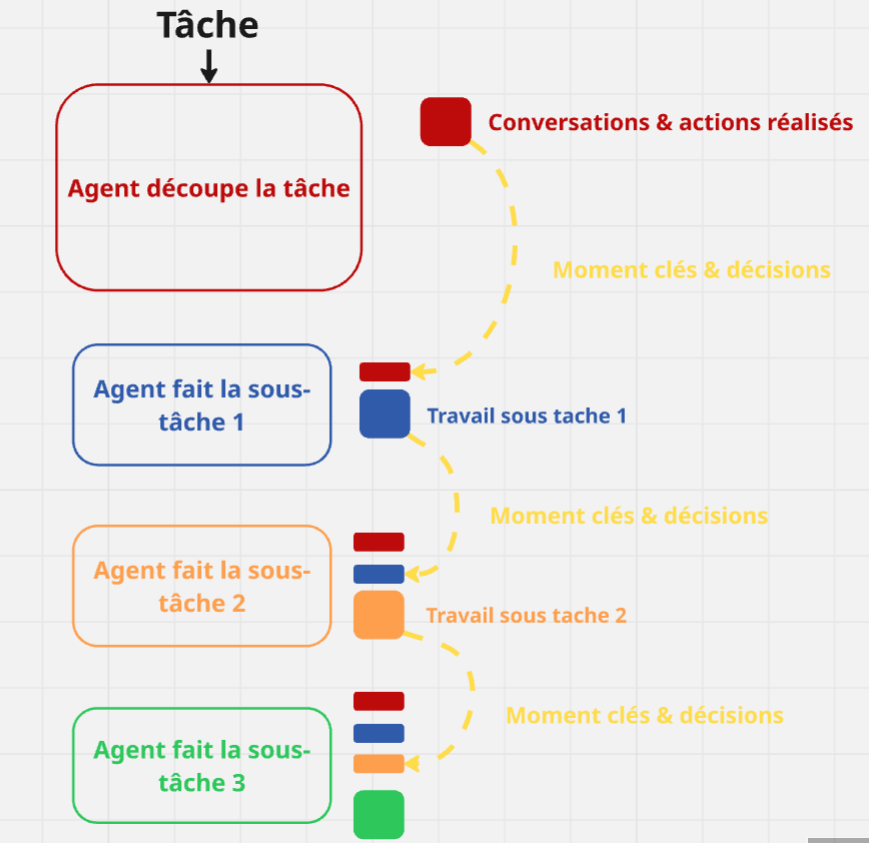 Tâche
Conversations & actions réalisés
Agent découpe la tâche
Moment clés & décisions
Agent fait la sous-
tâche 1
Travail sous tache 1
Moment clés & décisions
Agent fait la sous-
tâche 2
Travail sous tache 2
Moment clés & décisions
Agent fait la sous-
tâche 3